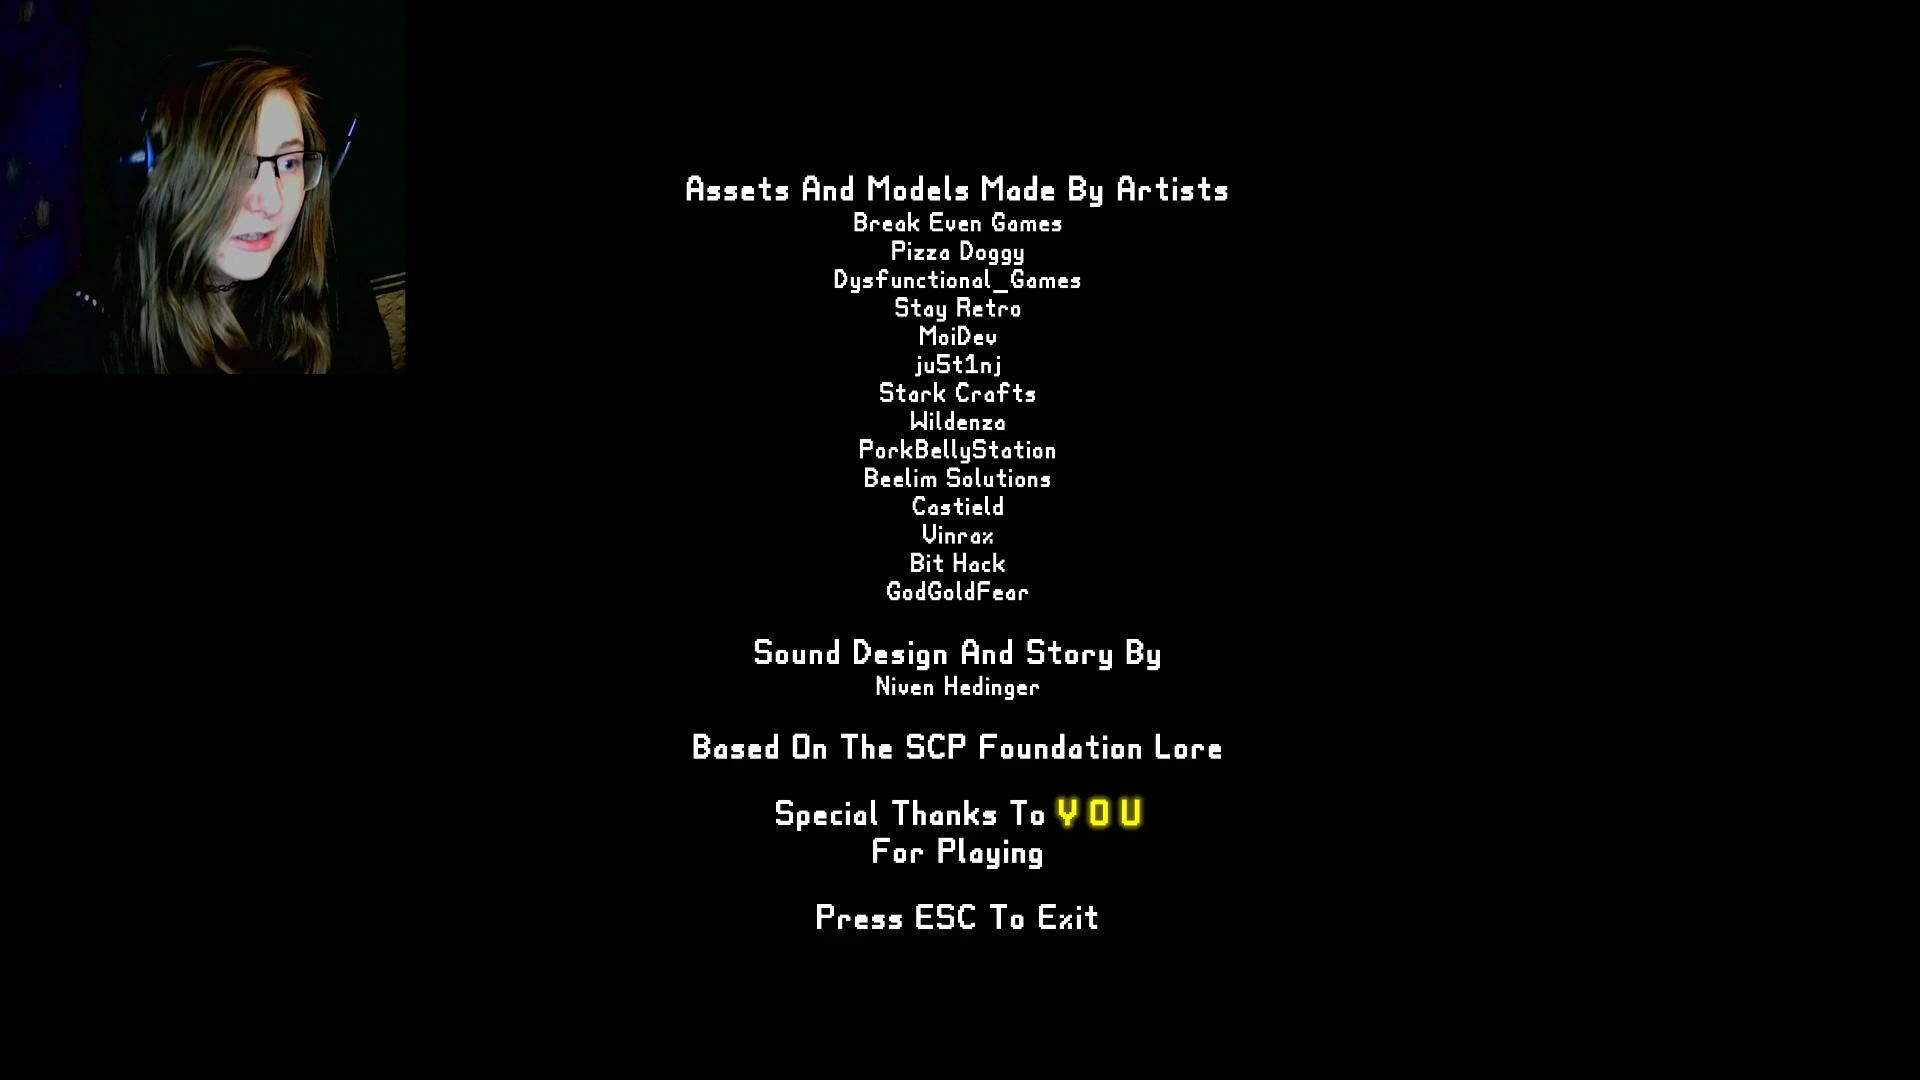 Assets And Models Made By Artists
Break Even Games
Pizza Doggy
Dysfunctional_Games
Stay Retro
MoiDev
ju5t1nj
Stark Crafts
Wildenza
PorkBellyStation
Beelim Solutions
Castield
Vinrax
Bit Hack
GodGoldFear
Sound Design And Story By
Niven Hedinger
Based On The SCP Foundation Lore
Special Thanks To Y O U
For Playing
Press ESC To Exit